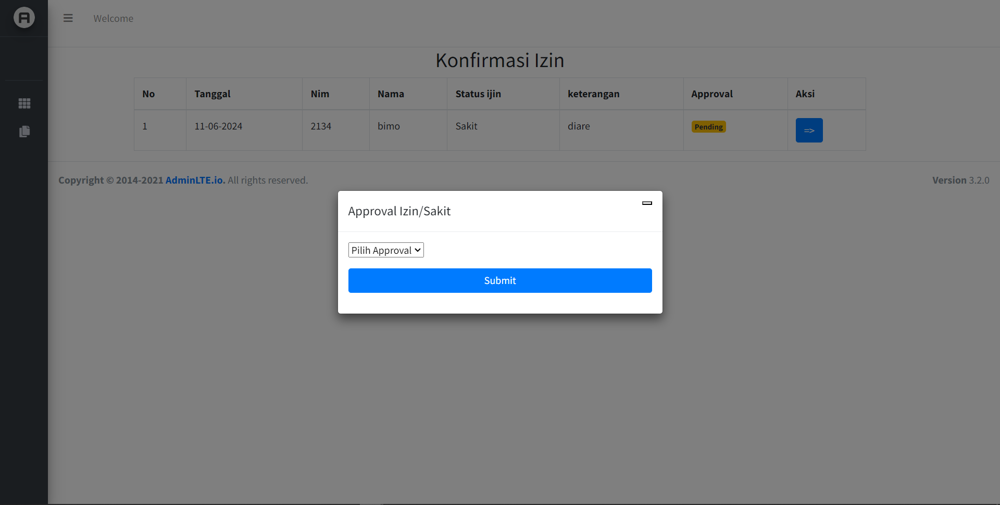 A
Welcome
Konfirmasi Izin
No Tanggal Nim Nama Status ijin keterangan Approval Aksi
1 11-06-2024 2134 bimo Sakit diare Pending =>
Copyright © 2014-2021 AdminLTE.io. All rights reserved. Version 3.2.0
Approval Izin/Sakit
Pilih Approval
Submit